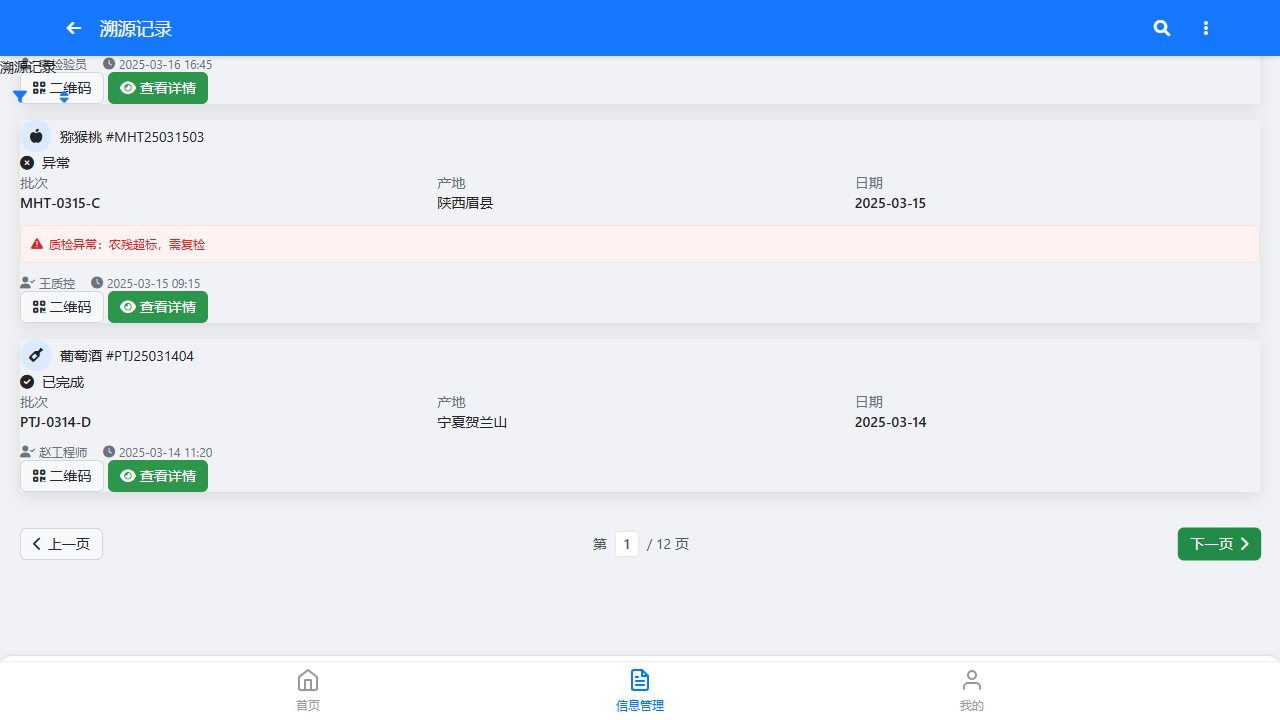 溯源记录
溯源记录
检验员 2025-03-16 16:45
二维码 查看详情
猕猴桃 #MHT25031503
异常
批次 产地 日期
MHT-0315-C 陕西眉县 2025-03-15
质检异常：农残超标，需复检
王质控 2025-03-15 09:15
二维码 查看详情
葡萄酒 #PTJ25031404
已完成
批次 产地 日期
PTJ-0314-D 宁夏贺兰山 2025-03-14
赵工程师 2025-03-14 11:20
二维码 查看详情
上一页 第 1 / 12 页 下一页
首页 信息管理 我的